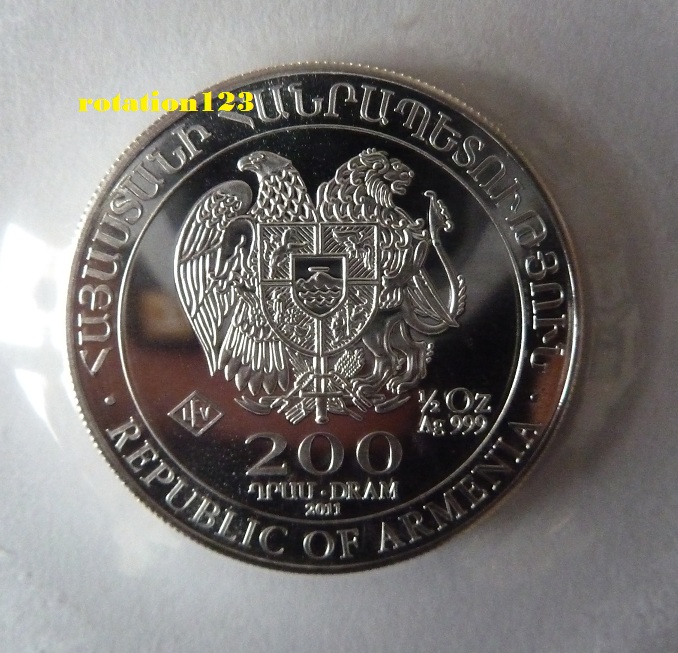 rotation123
ՀԱՅԱՍՏԱՆԻ ՀԱՆՐԱՊԵՏՈՒԹՅՈՒՆ
½ Oz
Ag 999
200
ԴՐԱՄ · DRAM
2011
· REPUBLIC OF ARMENIA ·